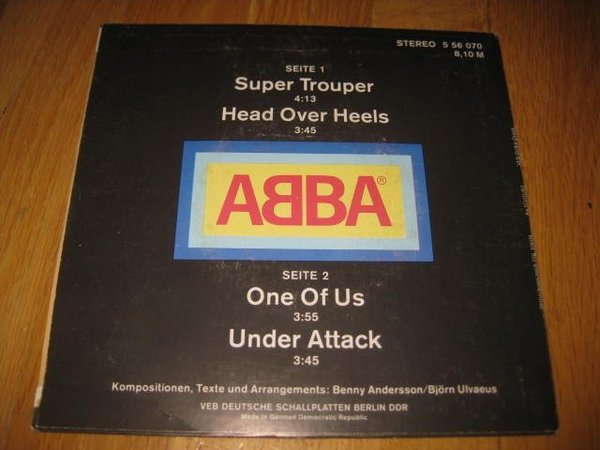 STEREO 5 56 070
8,10 M
SEITE 1
Super Trouper
4:13
Head Over Heels
3:45
ABBA®
SEITE 2
One Of Us
3:55
Under Attack
3:45
Kompositionen, Texte und Arrangements: Benny Andersson/Björn Ulvaeus
VEB DEUTSCHE SCHALLPLATTEN BERLIN DDR
Made in German Democratic Republic